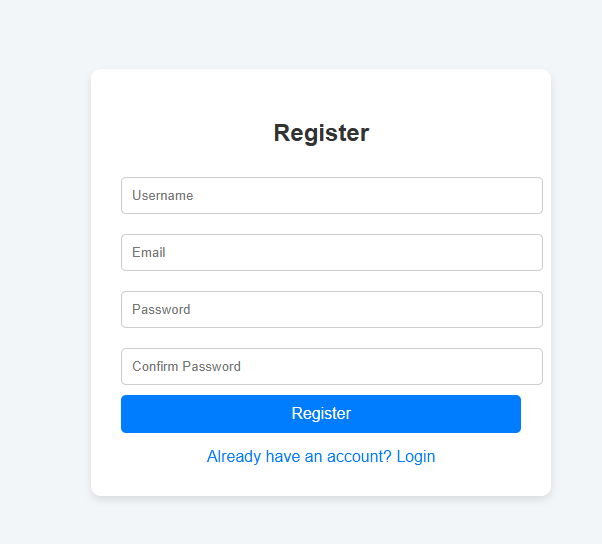 Register
Username
Email
Password
Confirm Password
Register
Already have an account? Login